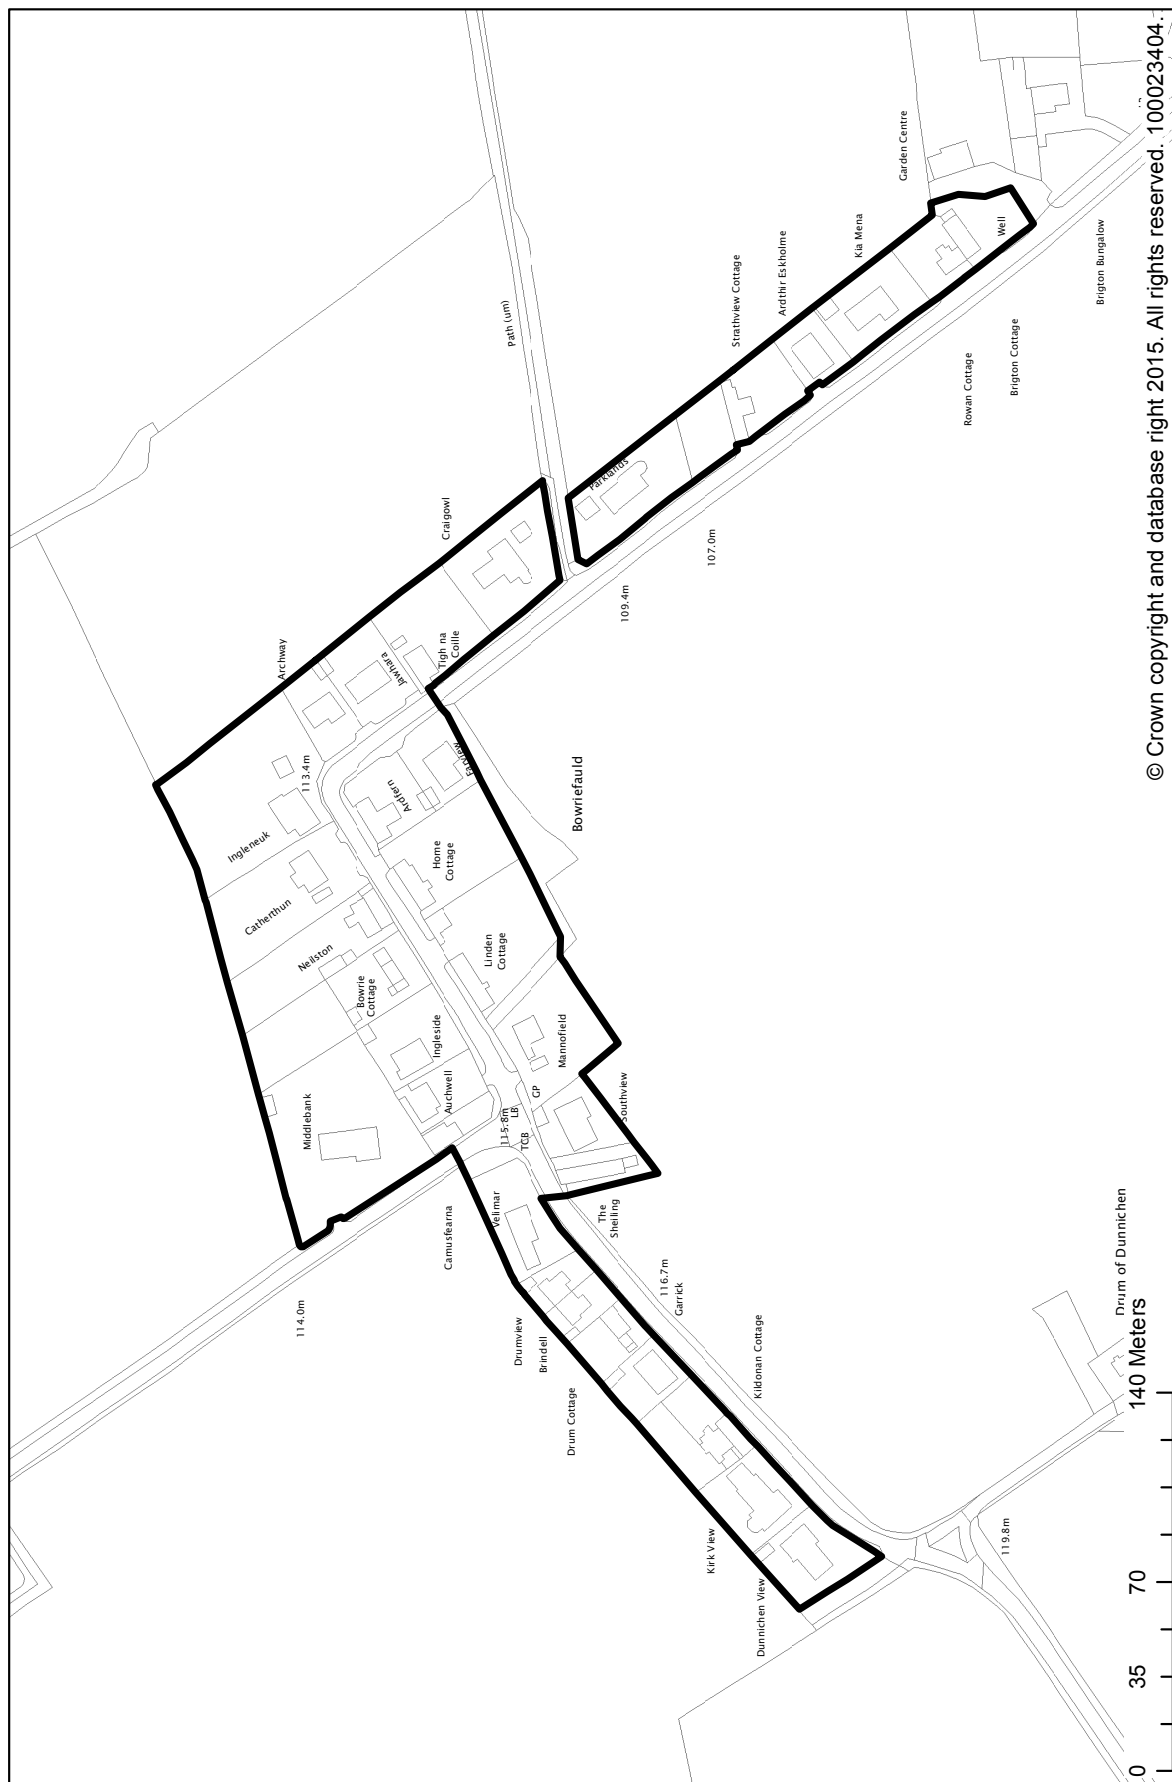 Garden Centre
Well
Brigton Bungalow
Brigton Cottage
Rowan Cottage
Kia Mena
Ardthir Eskholme
Strathview Cottage
Path (um)
Parklands
107.0m
109.4m
Craigowl
Tigh na
Coille
Jawhara
Archway
113.4m
Fairview
Ardfern
Bowriefauld
Ingleneuk
Home
Cottage
Catherthun
Neilston
Linden
Cottage
Bowrie
Cottage
Ingleside
Mannofield
Auchwell
GP
LB
115.8m
TCB
Southview
Middlebank
Velimar
The
Sheiling
Camusfearna
114.0m
116.7m
Garrick
Drumview
Brindell
Drum Cottage
Kildonan Cottage
Kirk View
Dunnichen View
119.8m
Drum of Dunnichen
0 35 70 140 Meters
© Crown copyright and database right 2015. All rights reserved. 100023404.